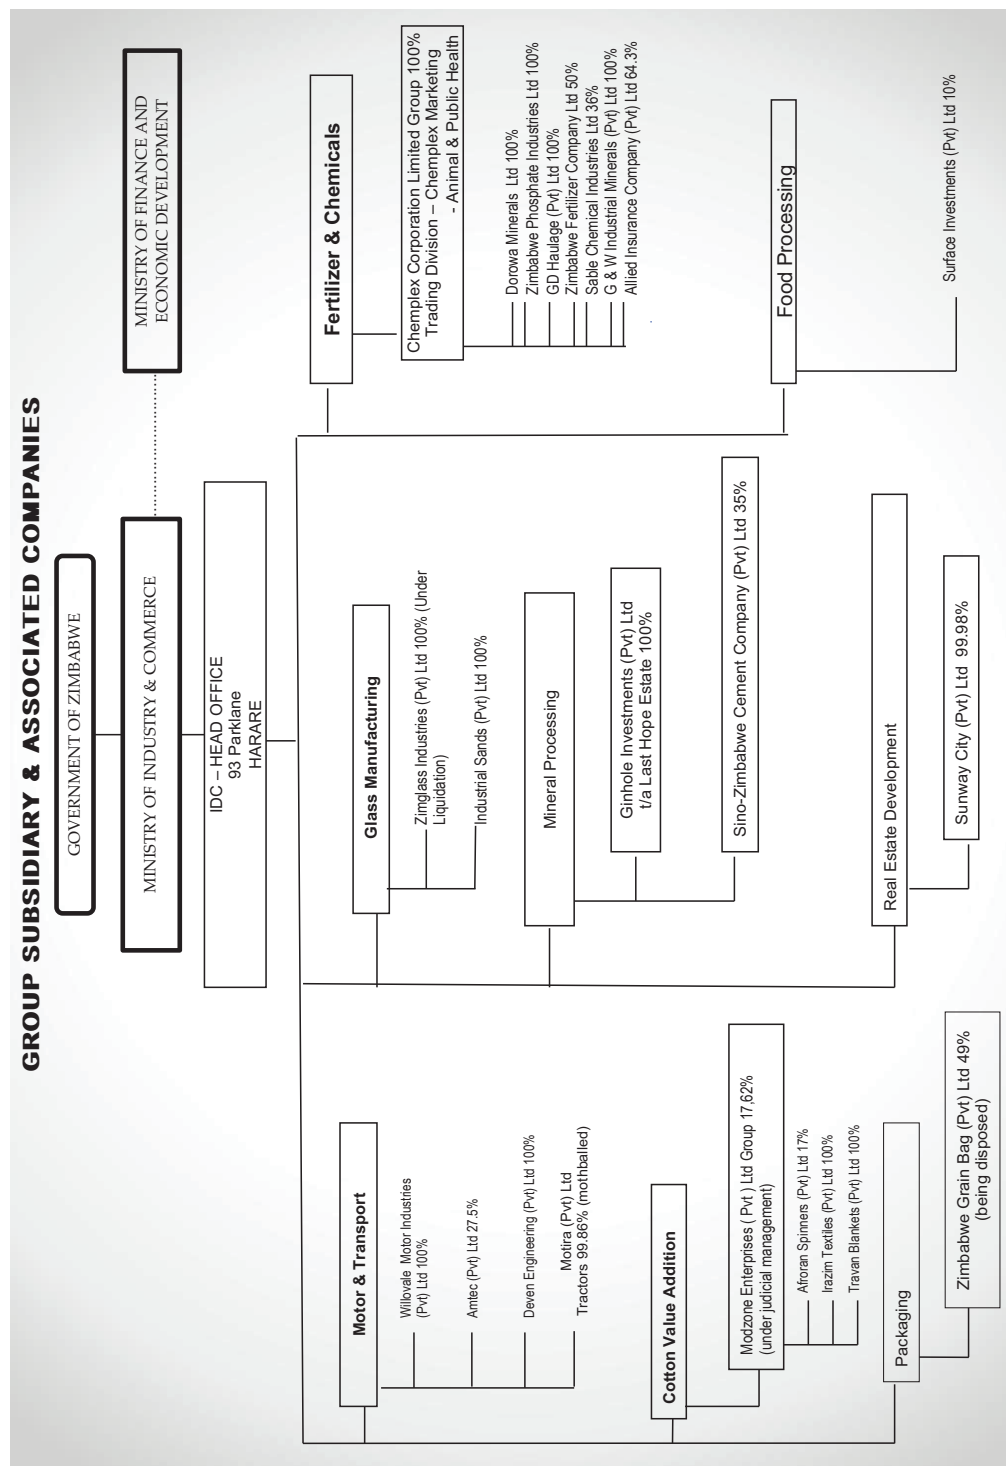 GROUP SUBSIDIARY & ASSOCIATED COMPANIES
GOVERNMENT OF ZIMBABWE
MINISTRY OF INDUSTRY & COMMERCE
MINISTRY OF FINANCE AND
ECONOMIC DEVELOPMENT
IDC – HEAD OFFICE
93 Parklane
HARARE
Motor & Transport
Willovale Motor Industries
(Pvt) Ltd 100%
Amtec (Pvt) Ltd 27.5%
Deven Engineering (Pvt) Ltd 100%
Motira (Pvt) Ltd
Tractors 99.86% (mothballed)
Cotton Value Addition
Modzone Enterprises ( Pvt ) Ltd Group 17,62%
(under judicial management)
Afroran Spinners (Pvt) Ltd 17%
Irazim Textiles (Pvt) Ltd 100%
Travan Blankets (Pvt) Ltd 100%
Packaging
Zimbabwe Grain Bag (Pvt) Ltd 49%
(being disposed)
Glass Manufacturing
Zimglass Industries (Pvt) Ltd 100% (Under
Liquidation)
Industrial Sands (Pvt) Ltd 100%
Mineral Processing
Ginhole Investments (Pvt) Ltd
t/a Last Hope Estate 100%
Sino-Zimbabwe Cement Company (Pvt) Ltd 35%
Real Estate Development
Sunway City (Pvt) Ltd 99.98%
Fertilizer & Chemicals
Chemplex Corporation Limited Group 100%
Trading Division – Chemplex Marketing
- Animal & Public Health
Dorowa Minerals Ltd 100%
Zimbabwe Phosphate Industries Ltd 100%
GD Haulage (Pvt) Ltd 100%
Zimbabwe Fertilizer Company Ltd 50%
Sable Chemical Industries Ltd 36%
G & W Industrial Minerals (Pvt) Ltd 100%
Allied Insurance Company (Pvt) Ltd 64.3%
Food Processing
Surface Investments (Pvt) Ltd 10%